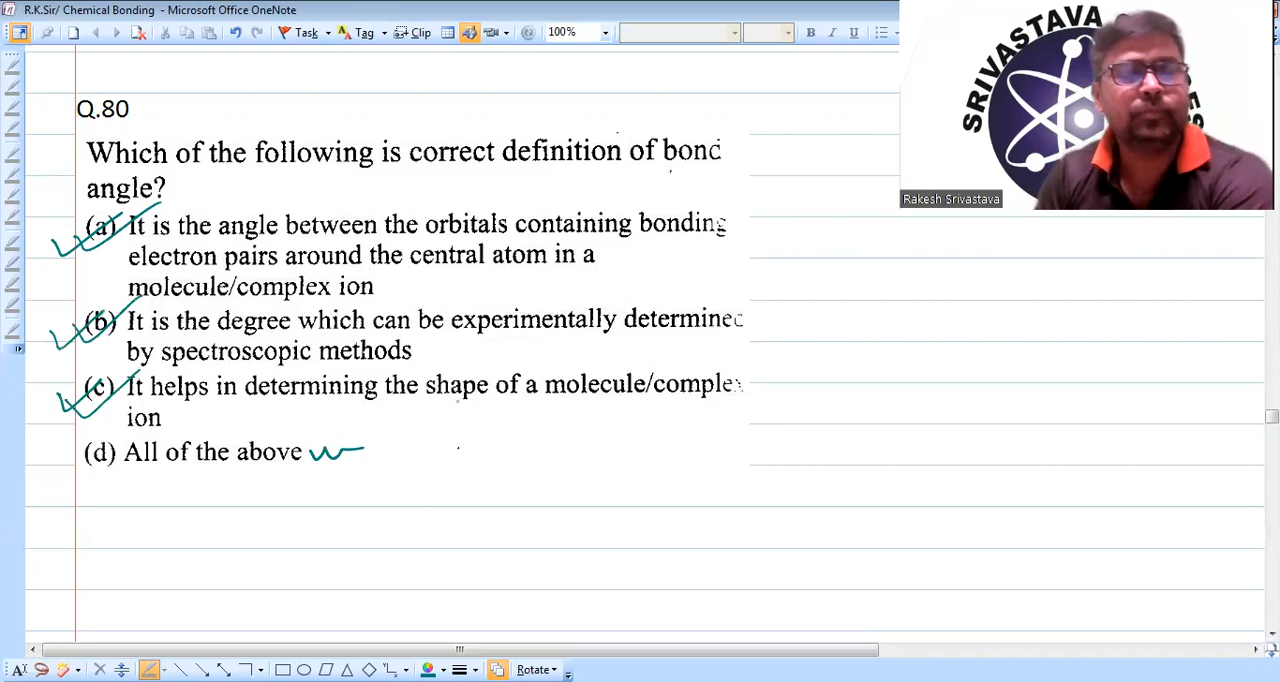 R.K.Sir/ Chemical Bonding - Microsoft Office OneNote
Task Tag Clip 100% B I U
SRIVASTAVA
Rakesh Srivastava
Q.80
Which of the following is correct definition of bond
angle?
(a) It is the angle between the orbitals containing bonding
electron pairs around the central atom in a
molecule/complex ion
(b) It is the degree which can be experimentally determined
by spectroscopic methods
(c) It helps in determining the shape of a molecule/complex
ion
(d) All of the above
Rotate